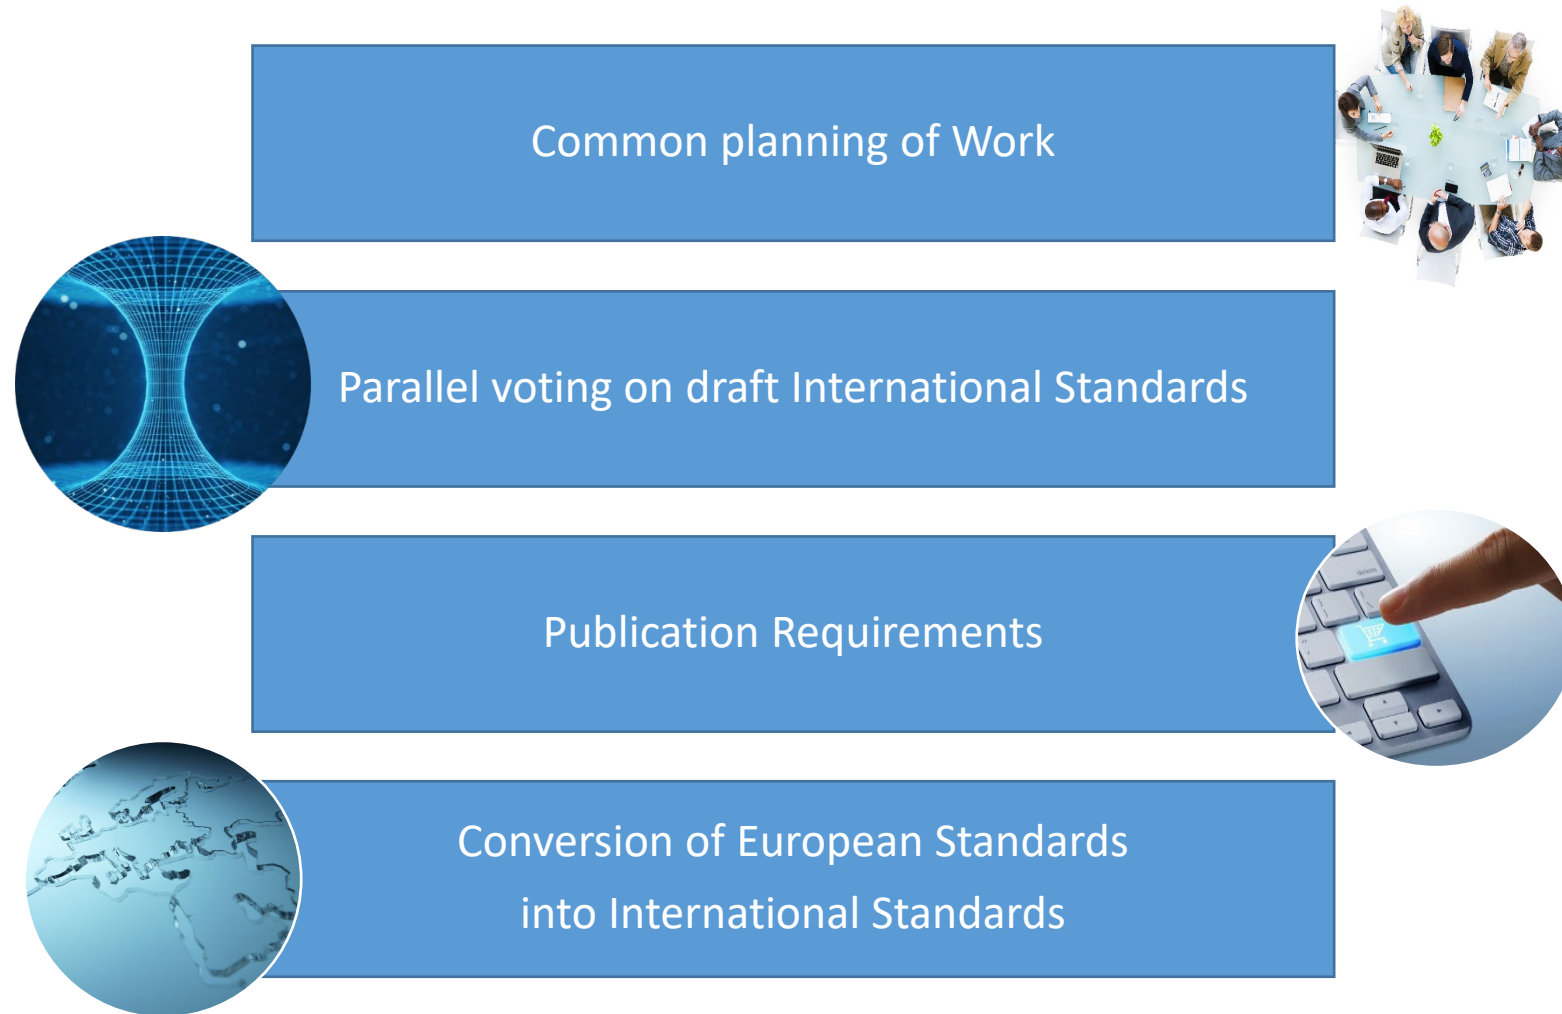 Common planning of Work
Parallel voting on draft International Standards
Publication Requirements
delete
Conversion of European Standards
into International Standards